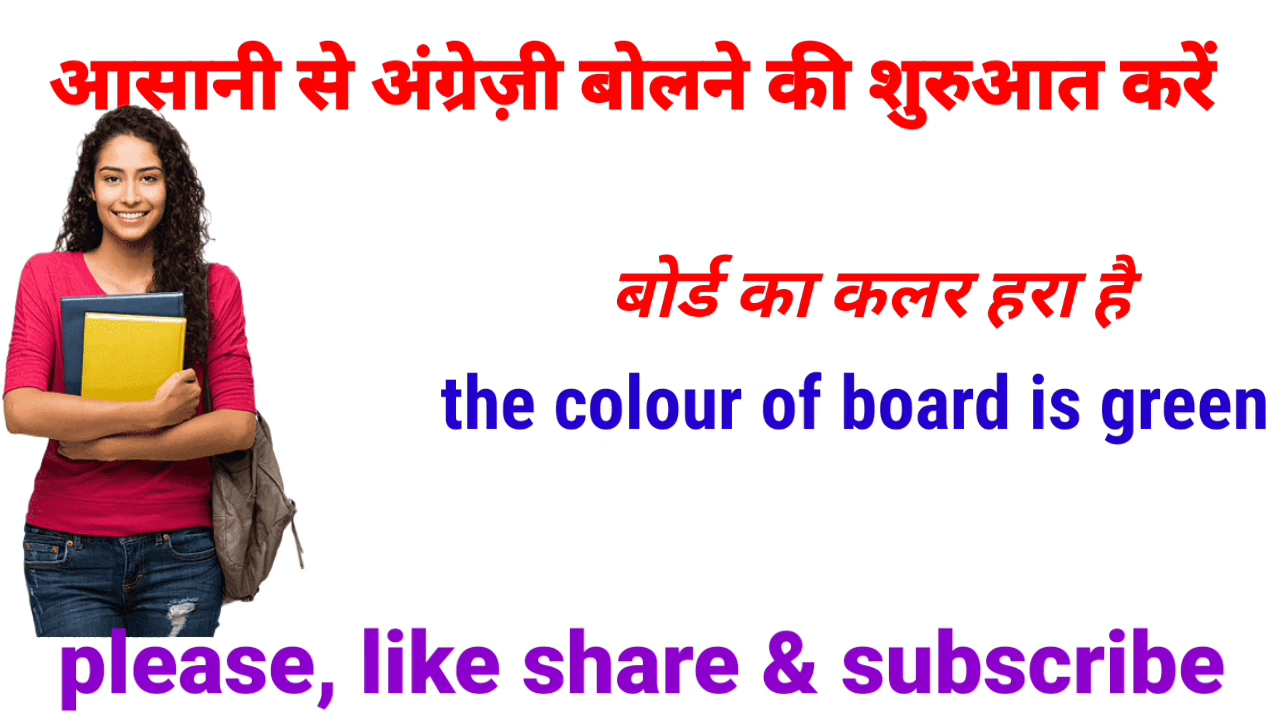 आसानी से अंग्रेज़ी बोलने की शुरुआत करें
बोर्ड का कलर हरा है
the colour of board is green
please, like share & subscribe